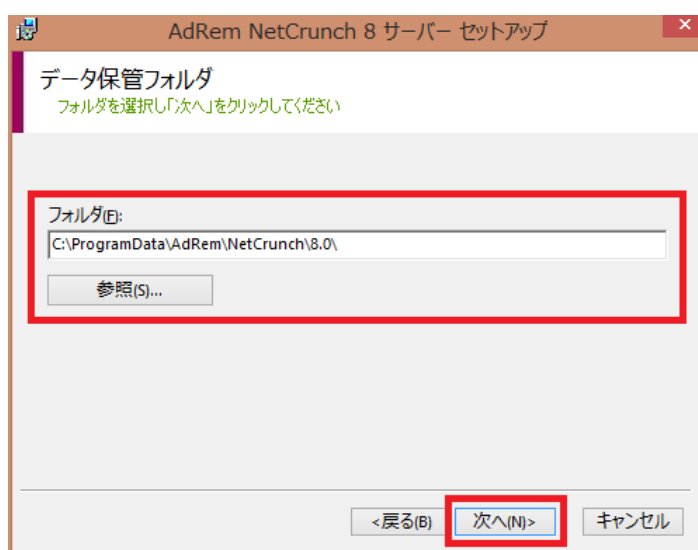 AdRem NetCrunch 8 サーバー セットアップ
データ保管フォルダ
フォルダを選択し「次へ」をクリックしてください
フォルダ(F):
C:\ProgramData\AdRem\NetCrunch\8.0\
参照(S)...
<戻る(B) 次へ(N)> キャンセル